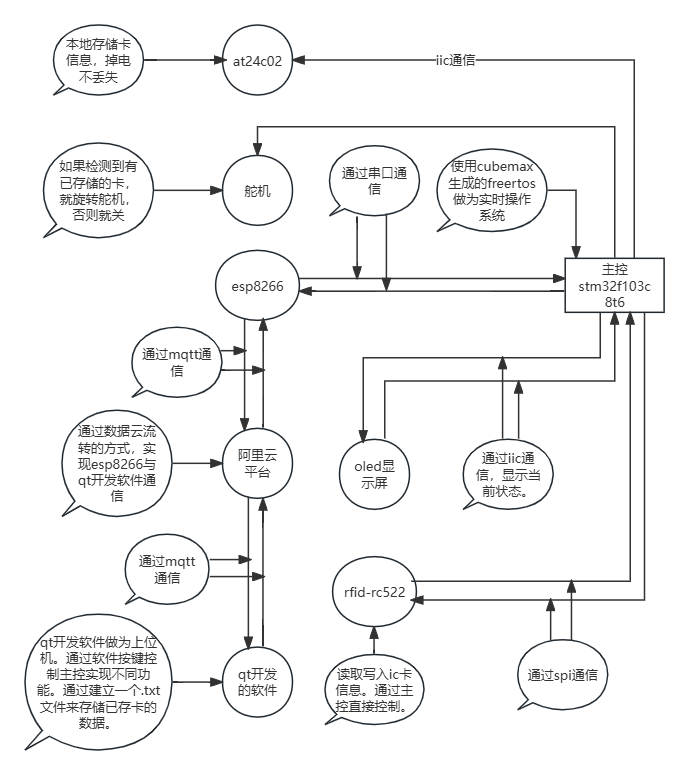 本地存储卡
信息，掉电
不丢失
at24c02
iic通信
如果检测到有
已存储的卡，
就旋转舵机，
否则就关
舵机
通过串口通
信
使用cubemax
生成的freertos
做为实时操作
系统
esp8266
主控
stm32f103c
8t6
通过mqtt通
信
通过数据云流
转的方式，实
现esp8266与
qt开发软件通
信
阿里云
平台
oled显
示屏
通过iic通
信，显示当
前状态。
通过mqtt
通信
rfid-rc522
qt开发软件做为上位
机。通过软件按键控
制主控实现不同功
能。通过建立一个.txt
文件来存储已存卡的
数据。
qt开发
的软件
读取写入ic卡
信息。通过主
控直接控制。
通过spi通信